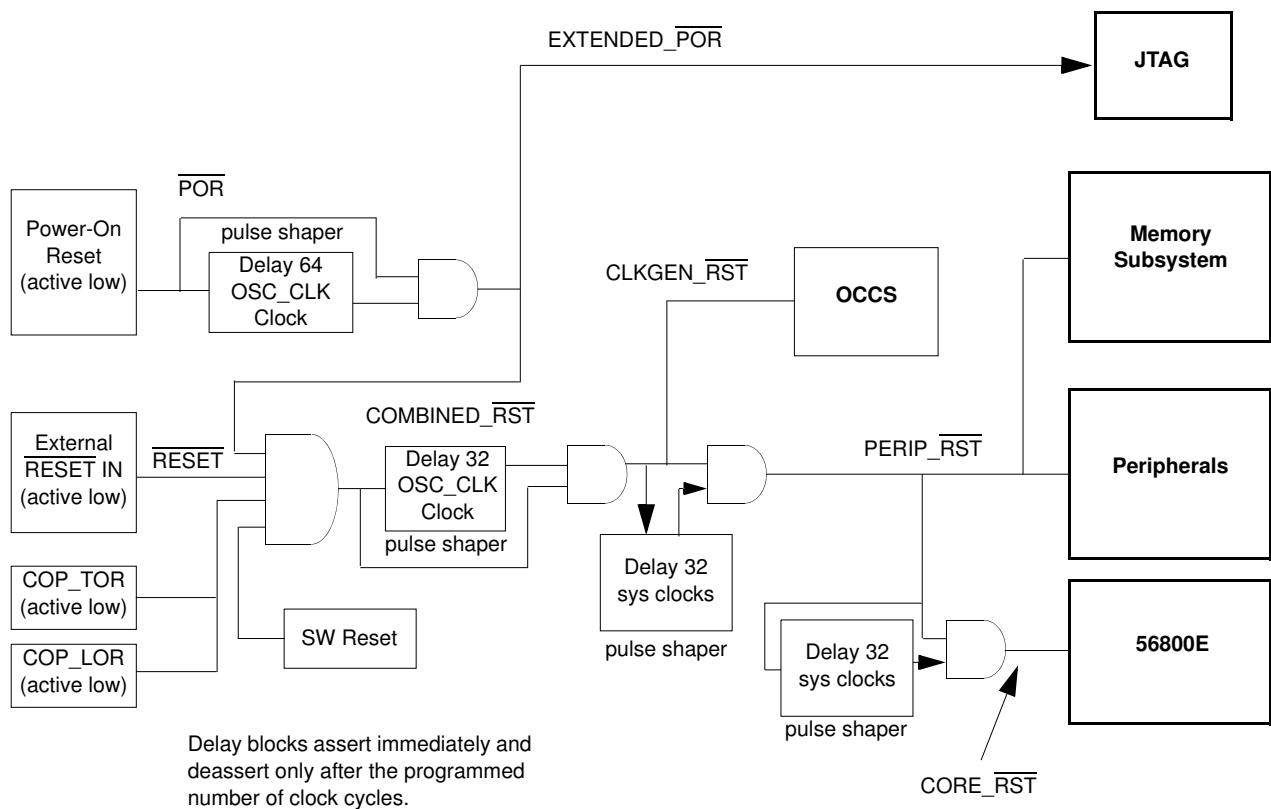 EXTENDED_POR
JTAG
POR
Power-On
Reset
(active low)
pulse shaper
Delay 64
OSC_CLK
Clock
CLKGEN_RST
OCCS
Memory
Subsystem
External
RESET IN
(active low)
RESET
COMBINED_RST
Delay 32
OSC_CLK
Clock
pulse shaper
PERIP_RST
Peripherals
COP_TOR
(active low)
SW Reset
COP_LOR
(active low)
Delay 32
sys clocks
pulse shaper
Delay 32
sys clocks
pulse shaper
56800E
CORE_RST
Delay blocks assert immediately and
deassert only after the programmed
number of clock cycles.